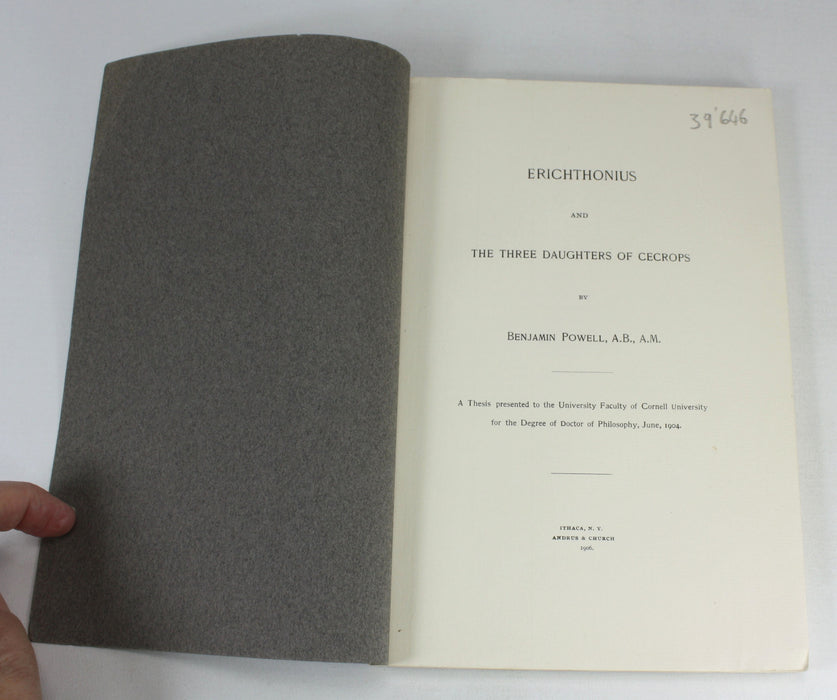 39'646
ERICHTHONIUS
AND
THE THREE DAUGHTERS OF CECROPS
BY
BENJAMIN POWELL, A.B., A.M.
A Thesis presented to the University Faculty of Cornell University
for the Degree of Doctor of Philosophy, June, 1904.
ITHACA, N. Y.
ANDRUS & CHURCH
1906.